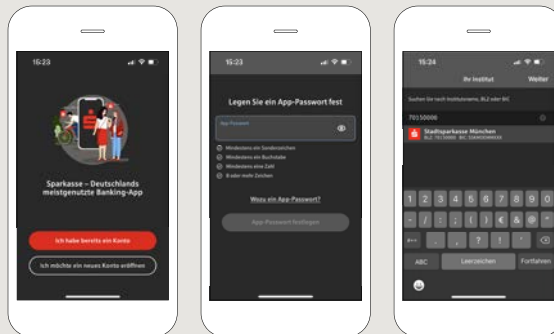 15:23
Sparkasse – Deutschlands
meistgenutzte Banking-App
Ich habe bereits ein Konto
Ich möchte ein neues Konto eröffnen
15:23
Legen Sie ein App-Passwort fest
App-Passwort
Mindestens ein Sonderzeichen
Mindestens ein Buchstabe
Mindestens eine Zahl
8 oder mehr Zeichen
Wozu ein App-Passwort?
App-Passwort festlegen
15:24
Ihr Institut Weiter
Suchen Sie nach Institutsname, BLZ oder BIC
Stadtsparkasse München
1 2 3 4 5 6 7 8 9 0
- / : ; ( ) € & @ "
#+= . , ? ! '
ABC Leerzeichen Fortfahren